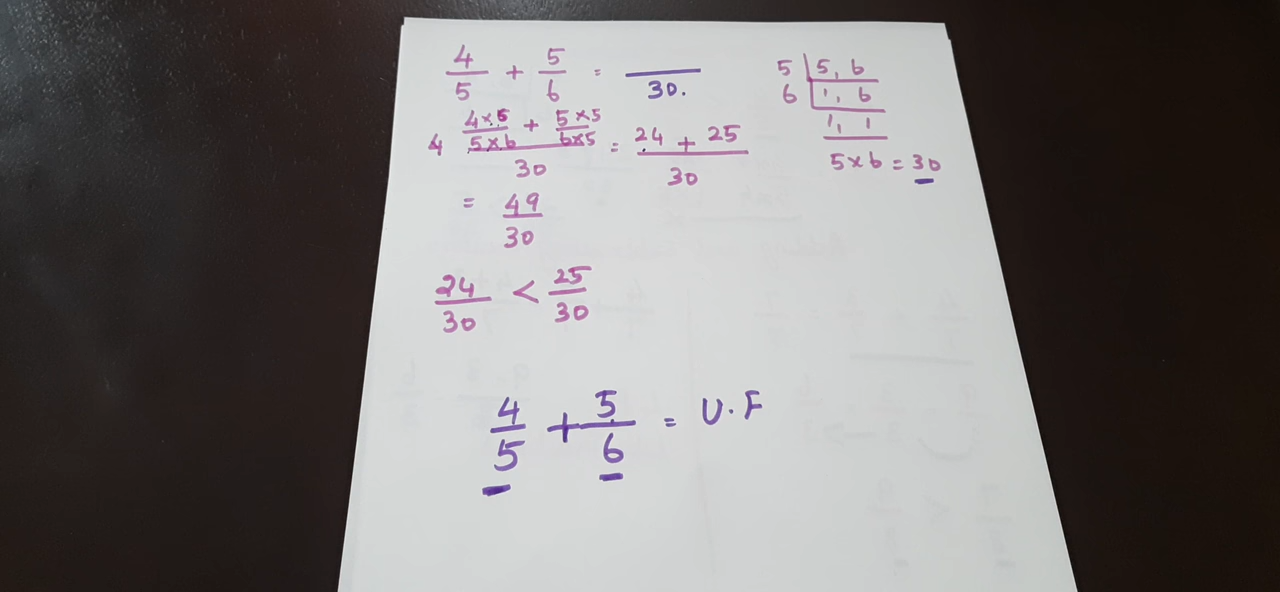 4/5 + 5/6 = /30.
4 (4×5/5×6 + 5×5/6×5)/30 = (24 + 25)/30
= 49/30
24/30 < 25/30
4/5 + 5/6 = U.F
5 | 5, 6
6 | 1, 6
1, 1
5×6 = 30